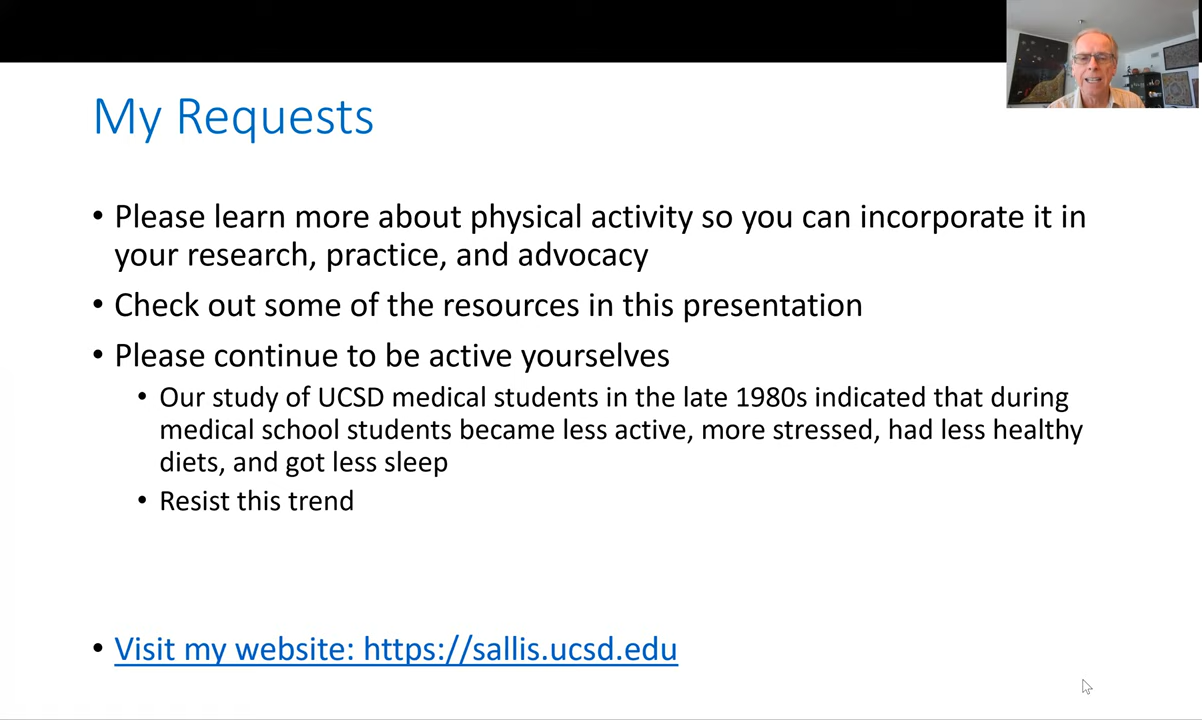 My Requests
• Please learn more about physical activity so you can incorporate it in
your research, practice, and advocacy
• Check out some of the resources in this presentation
• Please continue to be active yourselves
• Our study of UCSD medical students in the late 1980s indicated that during
medical school students became less active, more stressed, had less healthy
diets, and got less sleep
• Resist this trend
• Visit my website: https://sallis.ucsd.edu